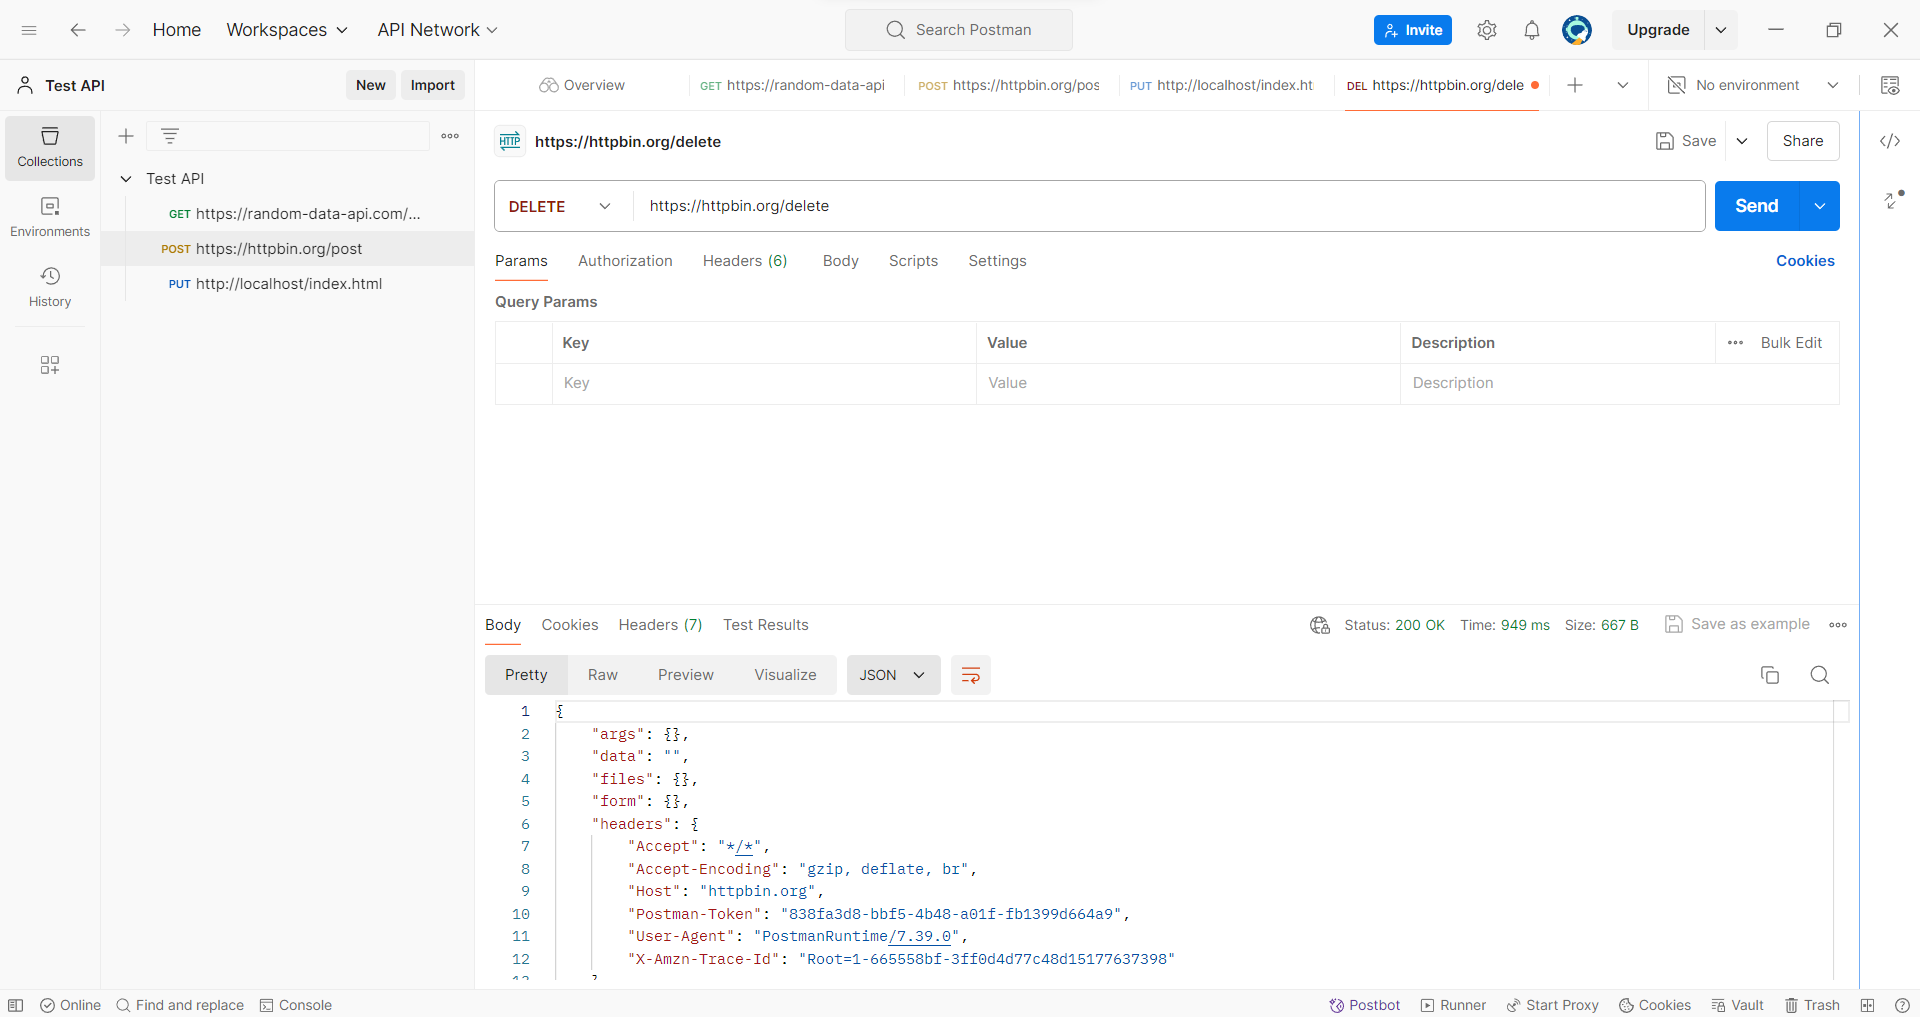 Home Workspaces API Network Search Postman Invite Upgrade
Test API New Import Overview GET https://random-data-api POST https://httpbin.org/pos PUT http://localhost/index.ht DEL https://httpbin.org/dele No environment
Collections
Environments
History
Test API
GET https://random-data-api.com/...
POST https://httpbin.org/post
PUT http://localhost/index.html
HTTP https://httpbin.org/delete Save Share
DELETE https://httpbin.org/delete Send
Params Authorization Headers (6) Body Scripts Settings Cookies
Query Params
Key Value Description Bulk Edit
Key Value Description
Body Cookies Headers (7) Test Results Status: 200 OK Time: 949 ms Size: 667 B Save as example
Pretty Raw Preview Visualize JSON
1 {
2 "args": {},
3 "data": "",
4 "files": {},
5 "form": {},
6 "headers": {
7 "Accept": "*/*",
8 "Accept-Encoding": "gzip, deflate, br",
9 "Host": "httpbin.org",
10 "Postman-Token": "838fa3d8-bbf5-4b48-a01f-fb1399d664a9",
11 "User-Agent": "PostmanRuntime/7.39.0",
12 "X-Amzn-Trace-Id": "Root=1-665558bf-3ff0d4d77c48d15177637398"
Online Find and replace Console Postbot Runner Start Proxy Cookies Vault Trash